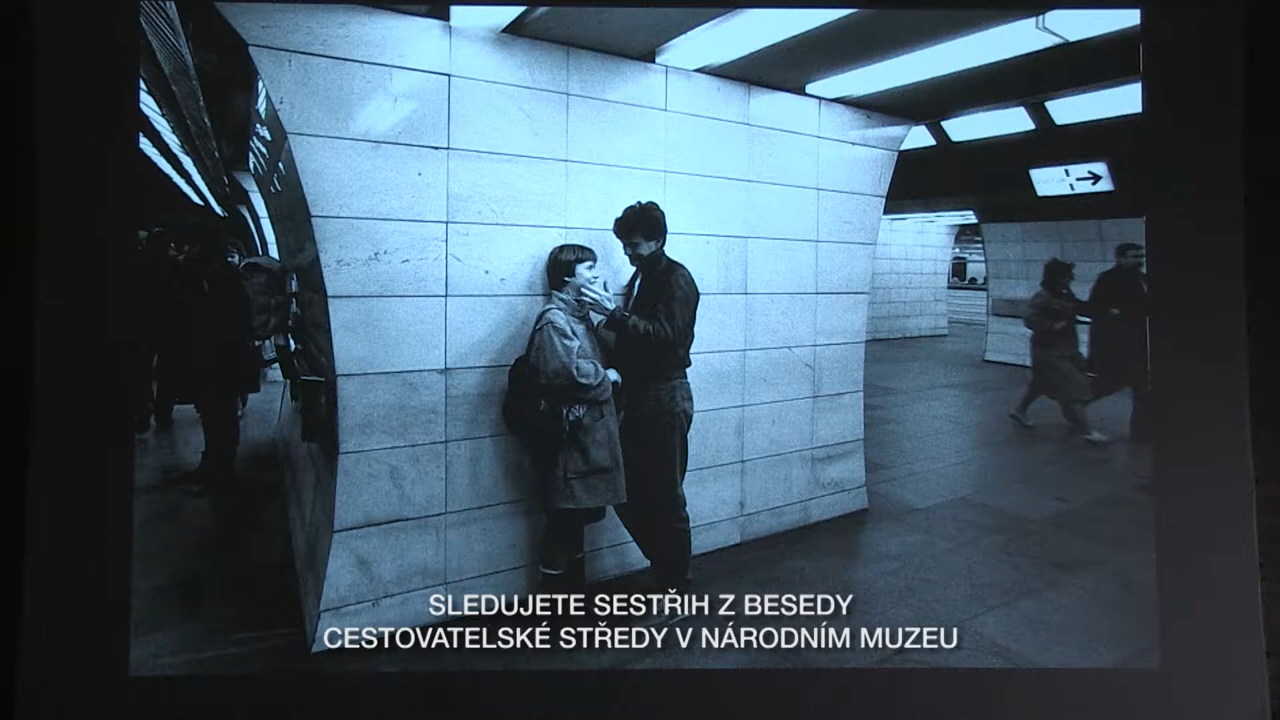 SLEDUJETE SESTŘIH Z BESEDY
CESTOVATELSKÉ STŘEDY V NÁRODNÍM MUZEU